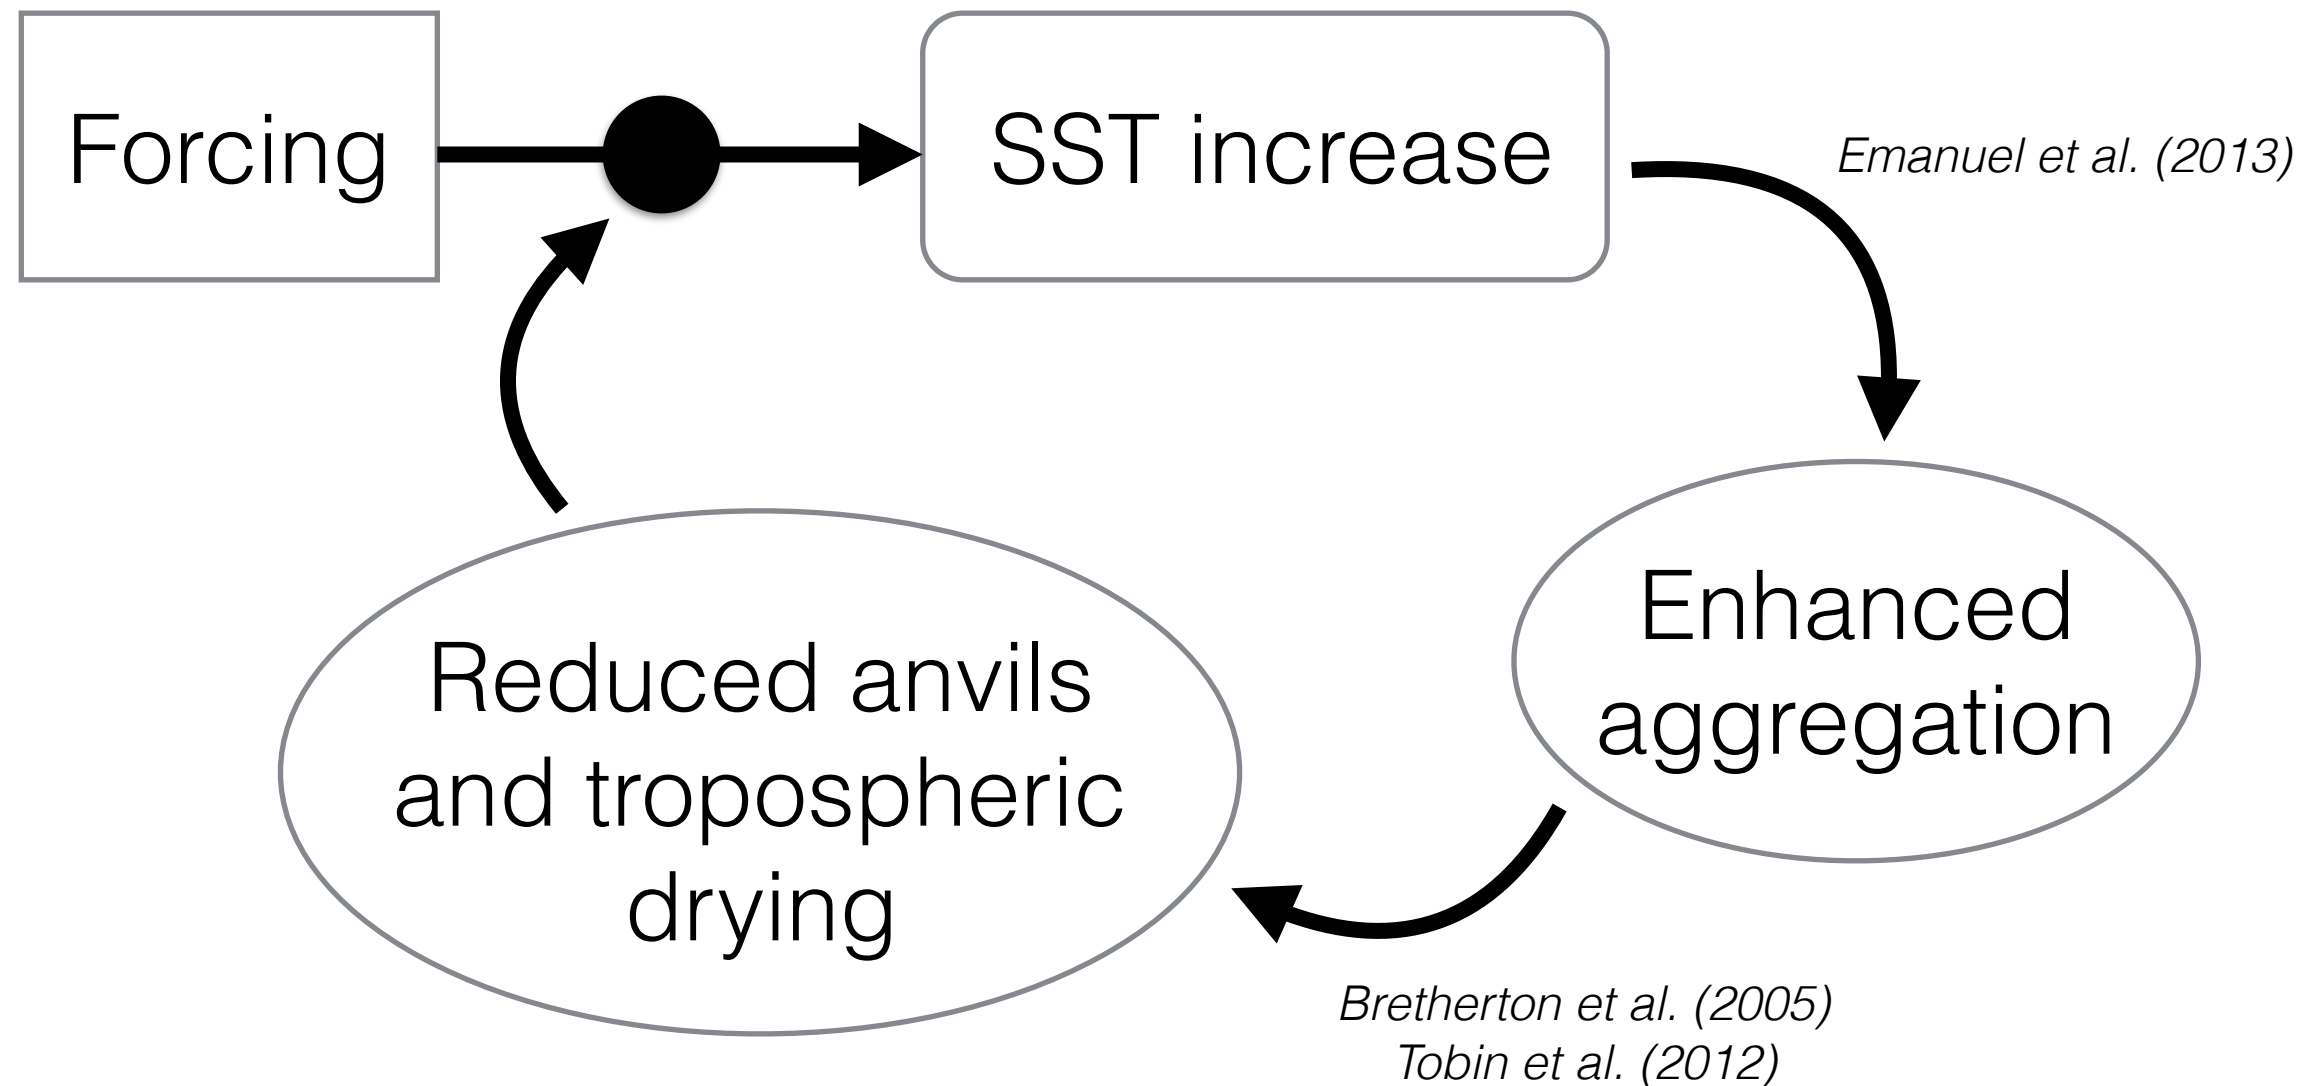 Forcing
SST increase
Emanuel et al. (2013)
Enhanced
aggregation
Reduced anvils
and tropospheric
drying
Bretherton et al. (2005)
Tobin et al. (2012)